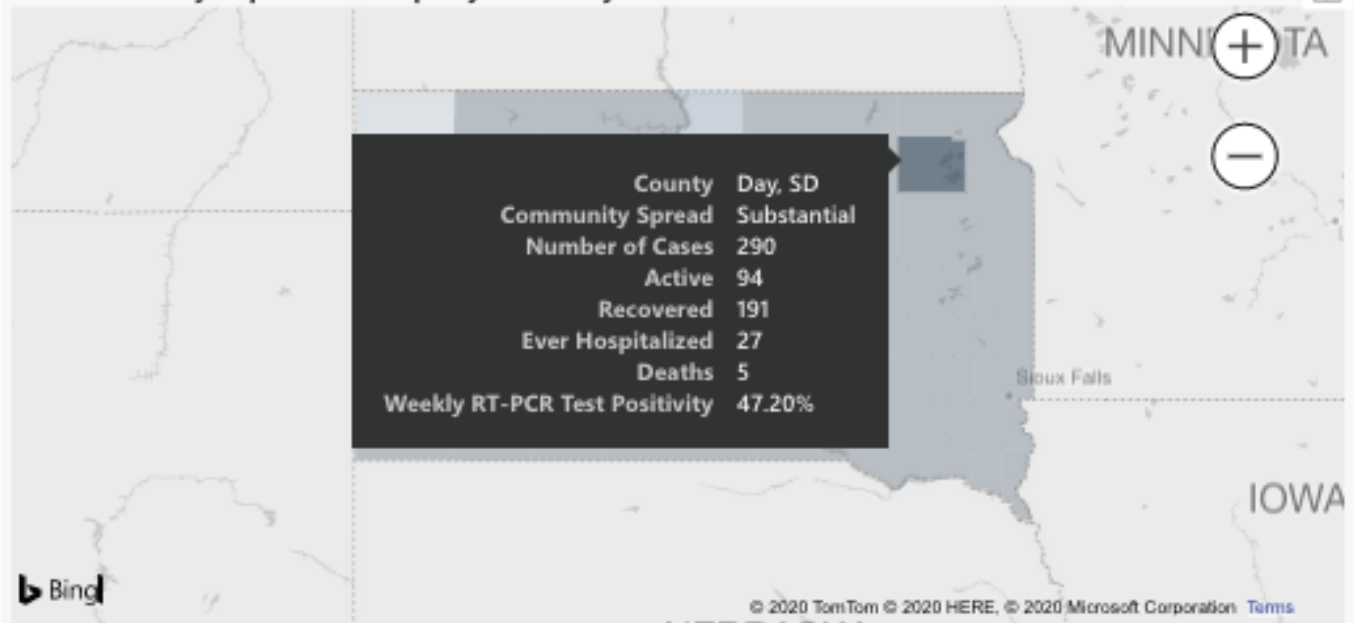 MINN TA
County Day, SD
Community Spread Substantial
Number of Cases 290
Active 94
Recovered 191
Ever Hospitalized 27
Deaths 5
Weekly RT-PCR Test Positivity 47.20%
Sioux Falls
IOWA
Bing
© 2020 TomTom © 2020 HERE, © 2020 Microsoft Corporation Terms